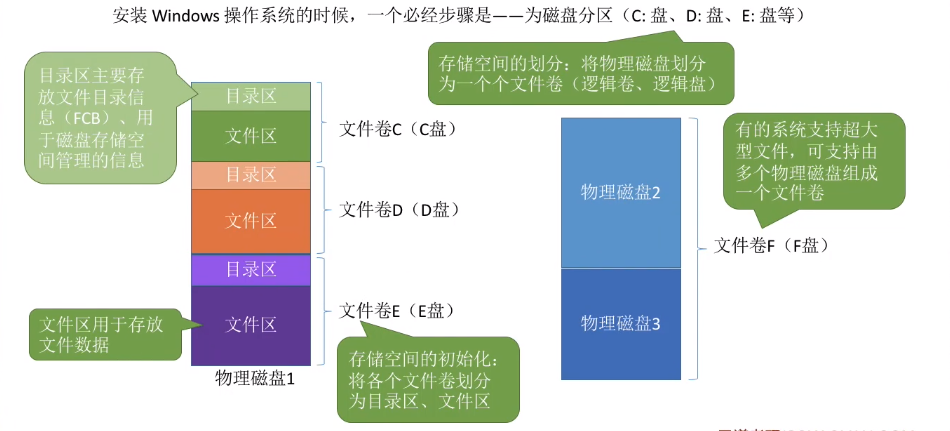 安装 Windows 操作系统的时候，一个必经步骤是——为磁盘分区（C: 盘、D: 盘、E: 盘等）
存储空间的划分：将物理磁盘划分
为一个个文件卷（逻辑卷、逻辑盘）
目录区主要存
放文件目录信
息（FCB）、用
于磁盘存储空
间管理的信息
目录区
文件区
文件卷C（C盘）
目录区
文件区
文件卷D（D盘）
目录区
文件区
文件卷E（E盘）
文件区用于存放
文件数据
物理磁盘1
存储空间的初始化：
将各个文件卷划分
为目录区、文件区
物理磁盘2
物理磁盘3
有的系统支持超大
型文件，可支持由
多个物理磁盘组成
一个文件卷
文件卷F（F盘）